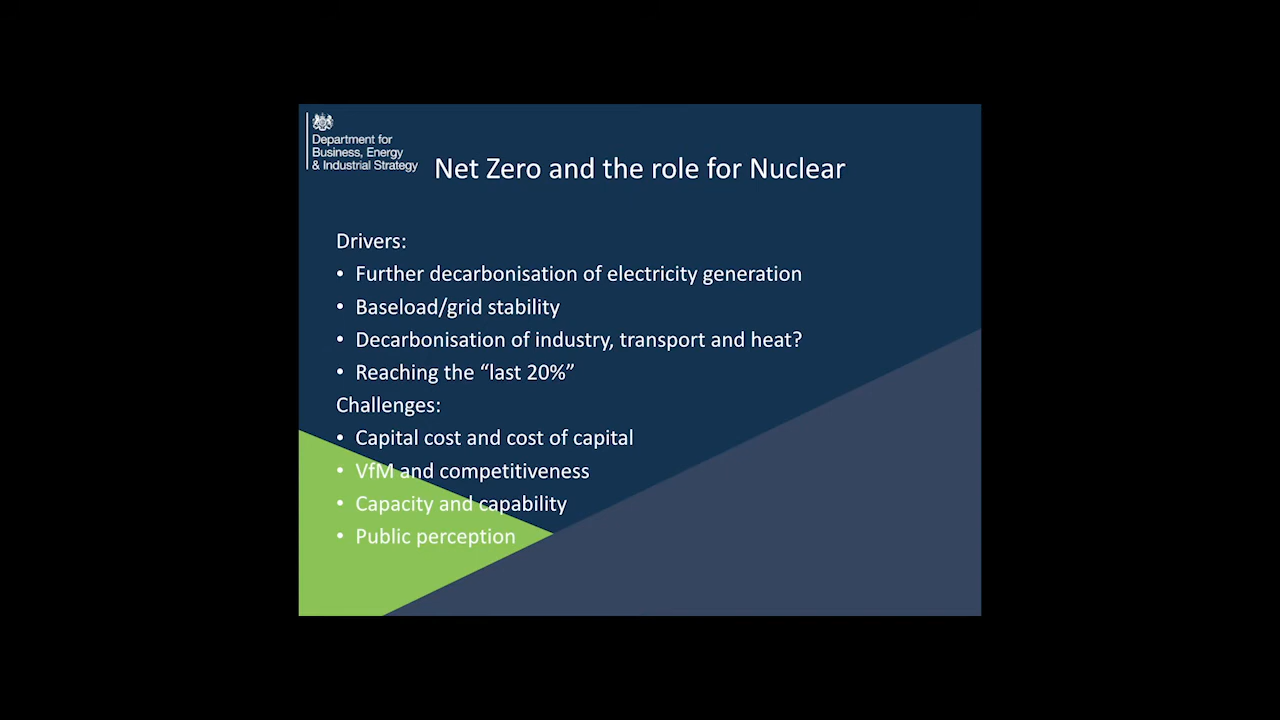 Department for
Business, Energy
& Industrial Strategy
Net Zero and the role for Nuclear
Drivers:
• Further decarbonisation of electricity generation
• Baseload/grid stability
• Decarbonisation of industry, transport and heat?
• Reaching the “last 20%”
Challenges:
• Capital cost and cost of capital
• VfM and competitiveness
• Capacity and capability
• Public perception